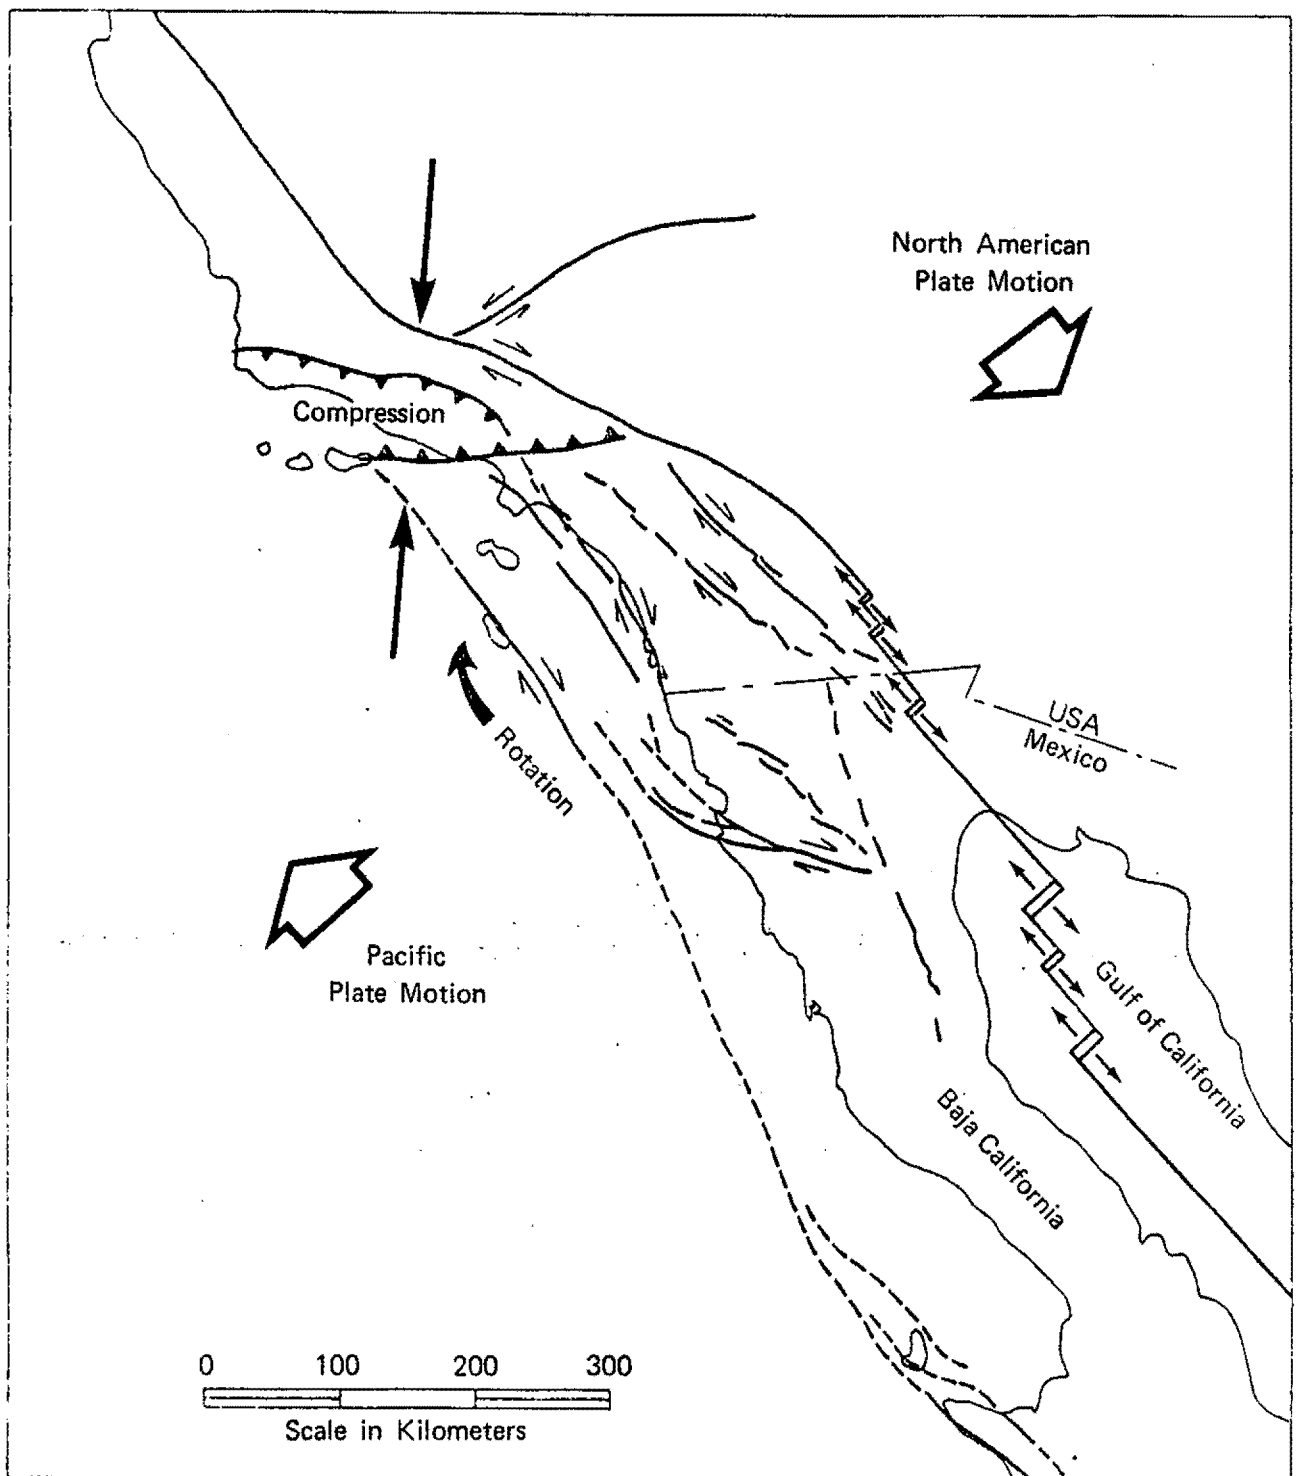 North American
Plate Motion
Compression
USA
Mexico
Rotation
Pacific
Plate Motion
Gulf of California
Baja California
0 100 200 300
Scale in Kilometers